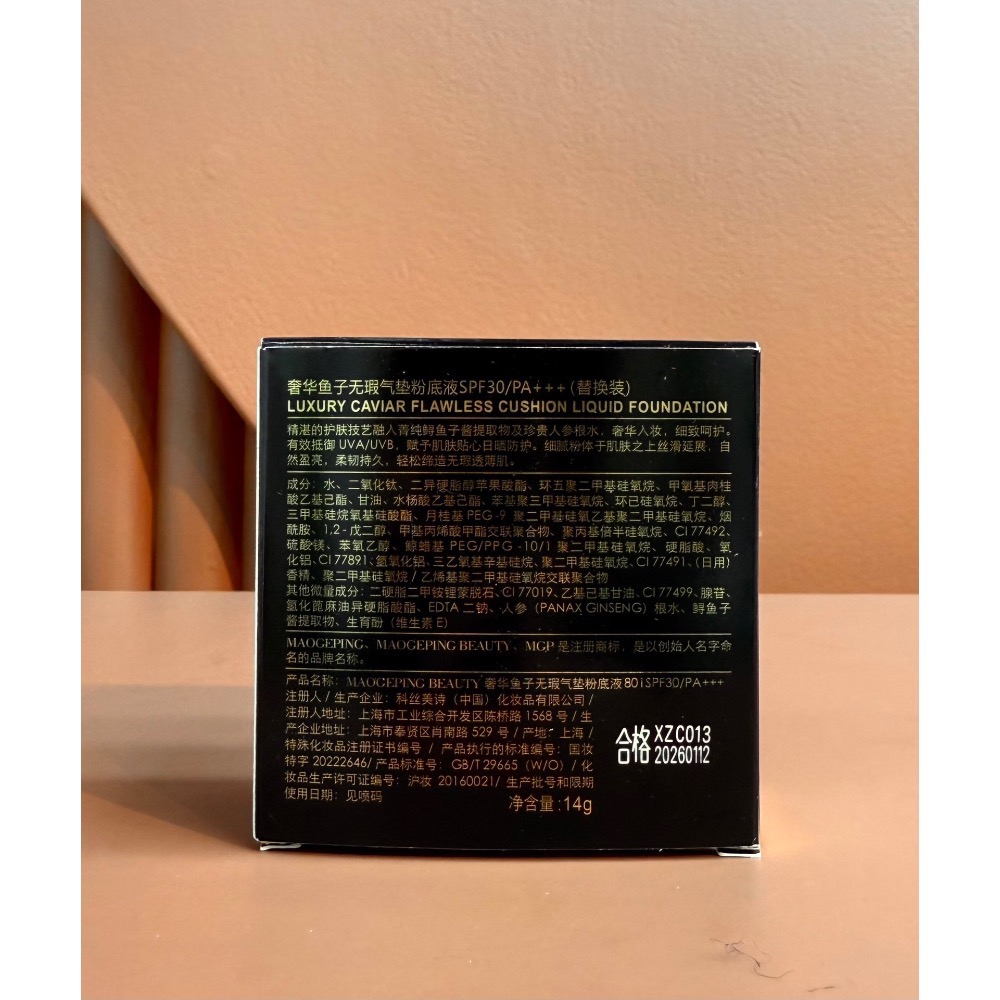 奢华鱼子无瑕气垫粉底液SPF30/PA+++(替换装)
LUXURY CAVIAR FLAWLESS CUSHION LIQUID FOUNDATION
精湛的护肤技艺融入菁纯鲟鱼子酱提取物及珍贵人参根水，奢华入妆，细致呵护。
有效抵御 UVA/UVB，赋予肌肤贴心日晒防护。细腻粉体于肌肤之上丝滑延展，自
然盈亮，柔韧持久，轻松缔造无瑕透薄肌。
成分：水、二氧化钛、二异硬脂醇苹果酸酯、环五聚二甲基硅氧烷、甲氧基肉桂
酸乙基己酯、甘油、水杨酸乙基己酯、苯基聚三甲基硅氧烷、环己硅氧烷、丁二醇、
三甲基硅烷氧基硅酸酯、月桂基 PEG-9 聚二甲基硅氧乙基聚二甲基硅氧烷、烟
酰胺、1,2-戊二醇、甲基丙烯酸甲酯交联聚合物、聚丙基倍半硅氧烷、CI 77492、
硫酸镁、苯氧乙醇、鲸蜡基 PEG/PPG-10/1 聚二甲基硅氧烷、硬脂酸、氧
化铝、CI 77891、氢氧化铝、三乙氧基辛基硅烷、聚二甲基硅氧烷、CI 77491、(日用)
香精、聚二甲基硅氧烷 / 乙烯基聚二甲基硅氧烷交联聚合物
其他微量成分：二硬脂二甲铵锂蒙脱石、CI 77019、乙基己基甘油、CI 77499、腺苷、
氢化蓖麻油异硬脂酸酯、EDTA 二钠、人参（PANAX GINSENG）根水、鲟鱼子
酱提取物、生育酚（维生素 E）
MAOGEPING、MAOGEPING BEAUTY、MGP 是注册商标，是以创始人名字命
名的品牌名称。
产品名称：MAOGEPING BEAUTY 奢华鱼子无瑕气垫粉底液 80i SPF30/PA+++
注册人 / 生产企业：科丝美诗（中国）化妆品有限公司 /
注册人地址：上海市工业综合开发区陈桥路 1568 号 / 生
产企业地址：上海市奉贤区肖南路 529 号 / 产地：上海 /
特殊化妆品注册证书编号 / 产品执行的标准编号：国妆
特字 20222646/ 产品标准号：GB/T 29665 (W/O) / 化
妆品生产许可证编号：沪妆 20160021/ 生产批号和限期
使用日期：见喷码
净含量：14g
合格 XZC013
20260112